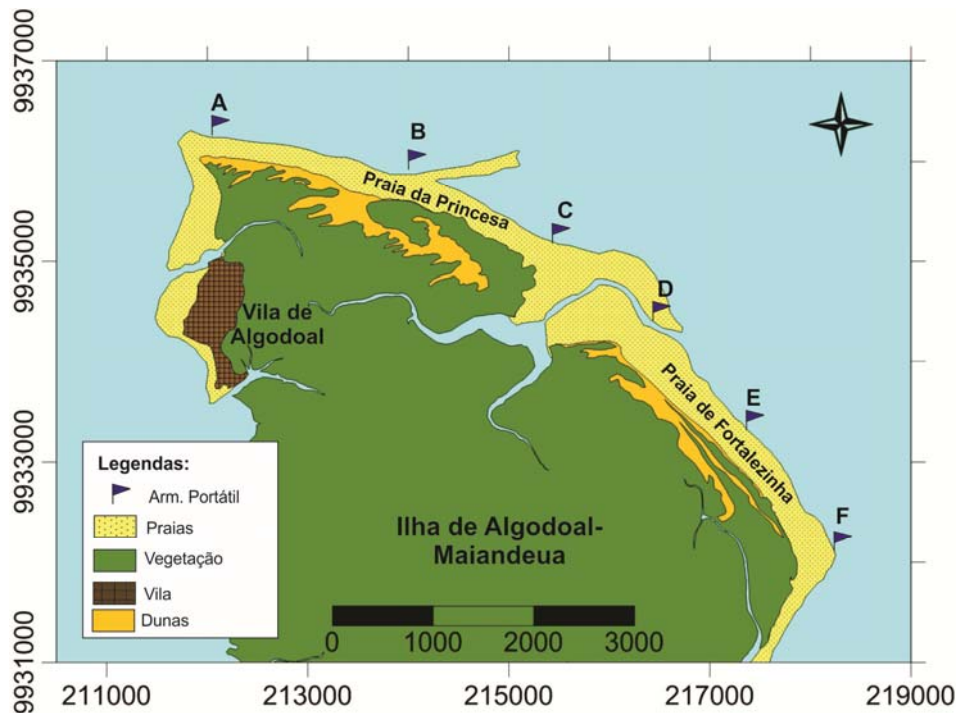 9937000
9935000
9933000
9931000
A
B
Praia da Princesa
C
D
Vila de
Algodoal
Praia de Fortalezinha
E
F
Legendas:
Arm. Portátil
Praias
Vegetação
Vila
Dunas
Ilha de Algodoal-
Maiandeua
0 1000 2000 3000
211000 213000 215000 217000 219000